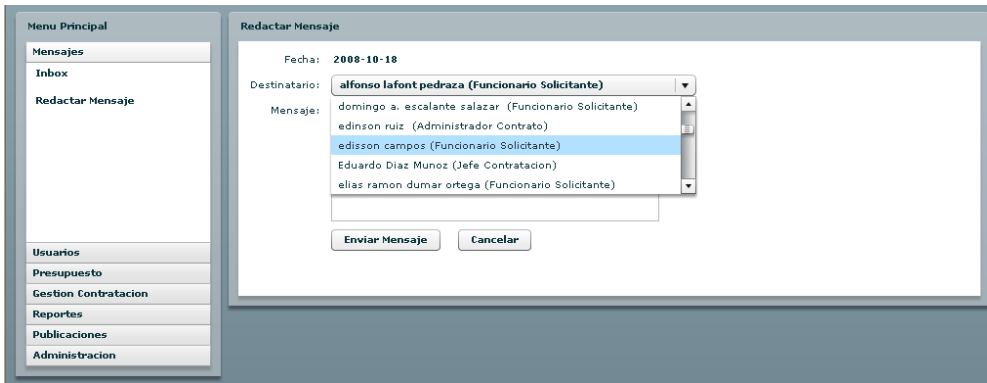 Menu Principal
Mensajes
Inbox
Redactar Mensaje
Usuarios
Presupuesto
Gestion Contratacion
Reportes
Publicaciones
Administracion
Redactar Mensaje
Fecha: 2008-10-18
Destinatario: alfonso lafont pedraza (Funcionario Solicitante)
Mensaje:
domingo a. escalante salazar (Funcionario Solicitante)
edinson ruiz (Administrador Contrato)
edisson campos (Funcionario Solicitante)
Eduardo Diaz Munoz (Jefe Contratacion)
elias ramon dumar ortega (Funcionario Solicitante)
Enviar Mensaje Cancelar